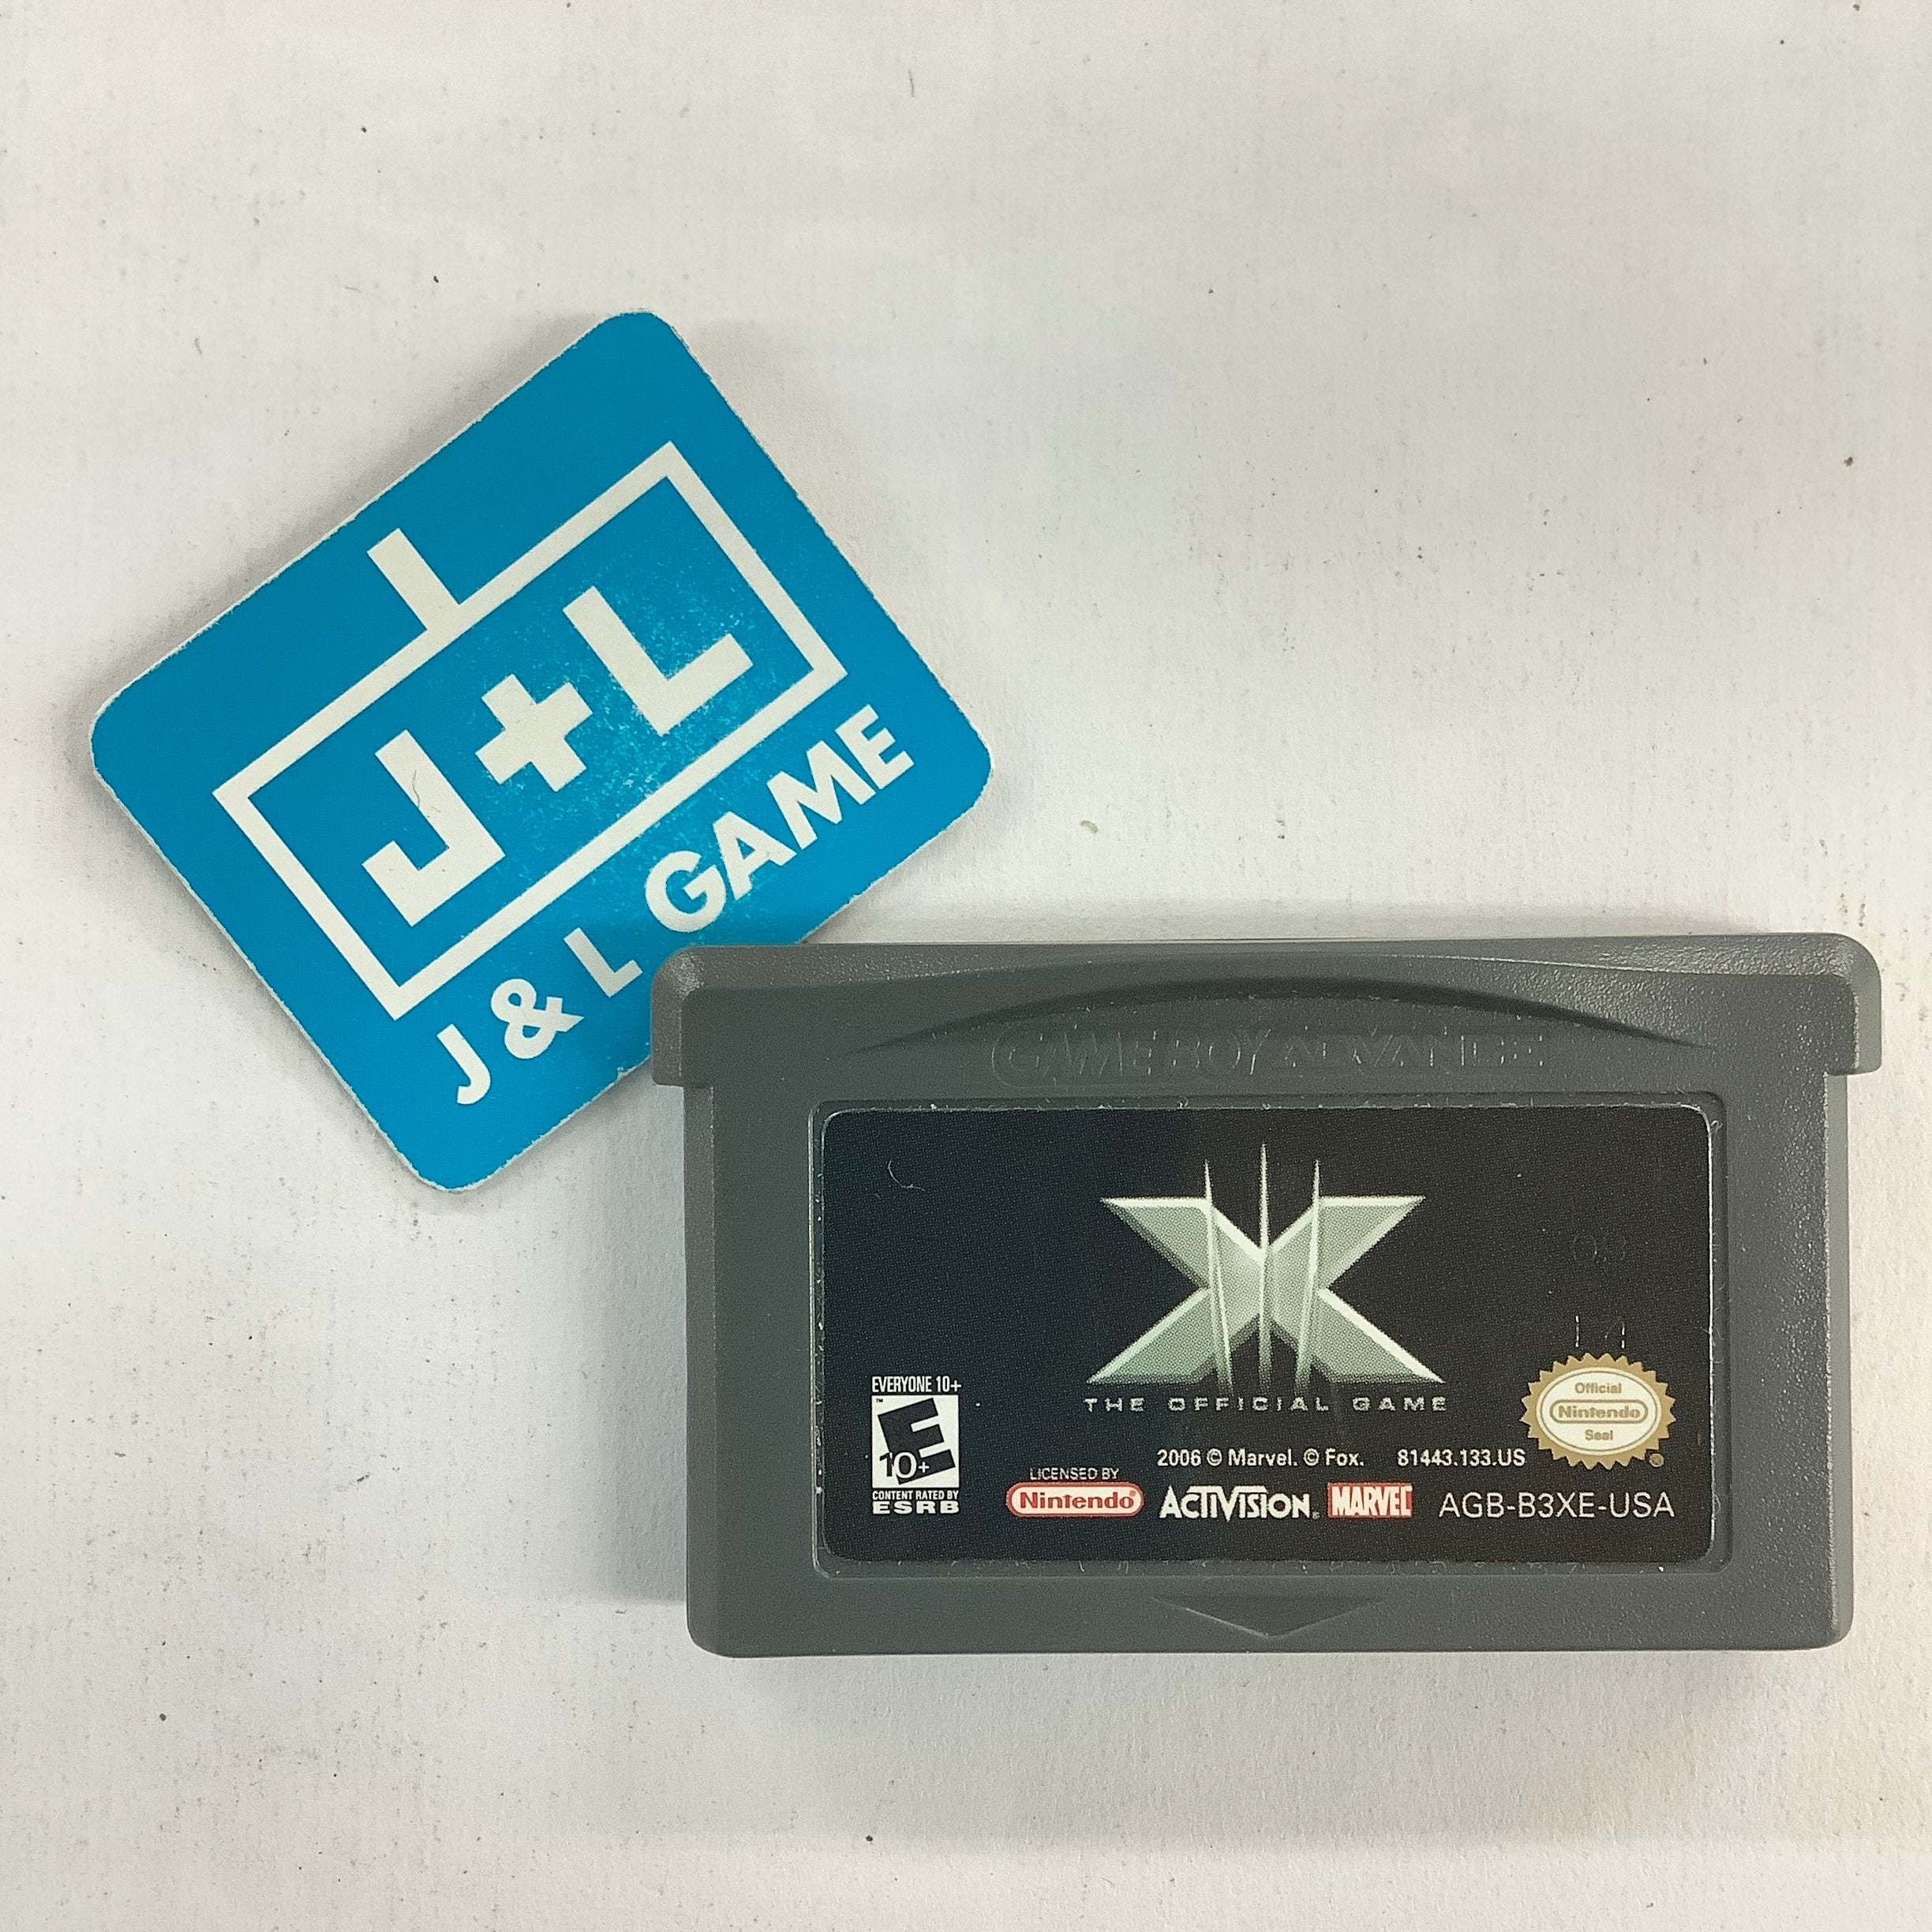 J+L
J & L GAME
GAME BOY ADVANCE
X
THE OFFICIAL GAME
EVERYONE 10+
E
10+
CONTENT RATED BY
ESRB
Official
Nintendo
Seal
2006 © Marvel. © Fox. 81443.133.US
LICENSED BY
Nintendo® ACTIVISION® MARVEL AGB-B3XE-USA